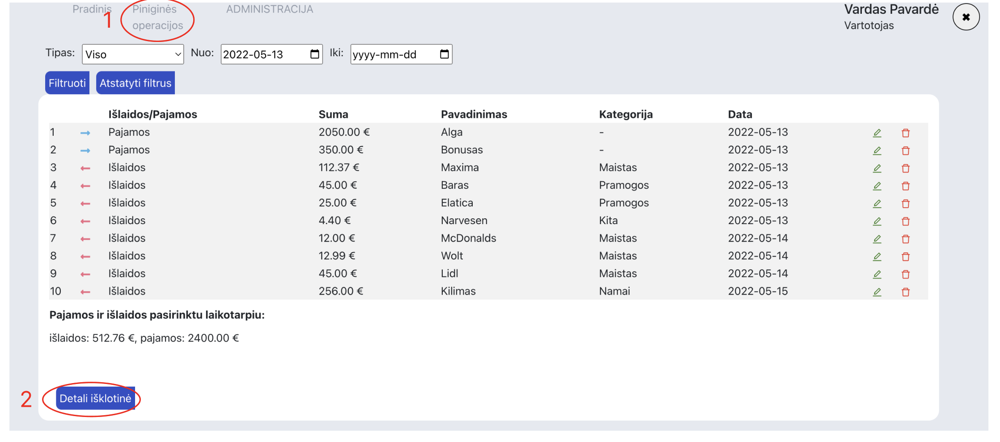 Pradinis Piniginės operacijos ADMINISTRACIJA
Vardas Pavardė
Vartotojas
1
Tipas: Viso Nuo: 2022-05-13 Iki: yyyy-mm-dd
Filtruoti Atstatyti filtrus
Išlaidos/Pajamos Suma Pavadinimas Kategorija Data
1 Pajamos 2050.00 € Alga - 2022-05-13
2 Pajamos 350.00 € Bonusas - 2022-05-13
3 Išlaidos 112.37 € Maxima Maistas 2022-05-13
4 Išlaidos 45.00 € Baras Pramogos 2022-05-13
5 Išlaidos 25.00 € Elatica Pramogos 2022-05-13
6 Išlaidos 4.40 € Narvesen Kita 2022-05-13
7 Išlaidos 12.00 € McDonalds Maistas 2022-05-14
8 Išlaidos 12.99 € Wolt Maistas 2022-05-14
9 Išlaidos 45.00 € Lidl Maistas 2022-05-14
10 Išlaidos 256.00 € Kilimas Namai 2022-05-15
Pajamos ir išlaidos pasirinktu laikotarpiu:
išlaidos: 512.76 €, pajamos: 2400.00 €
2 Detali išklotinė